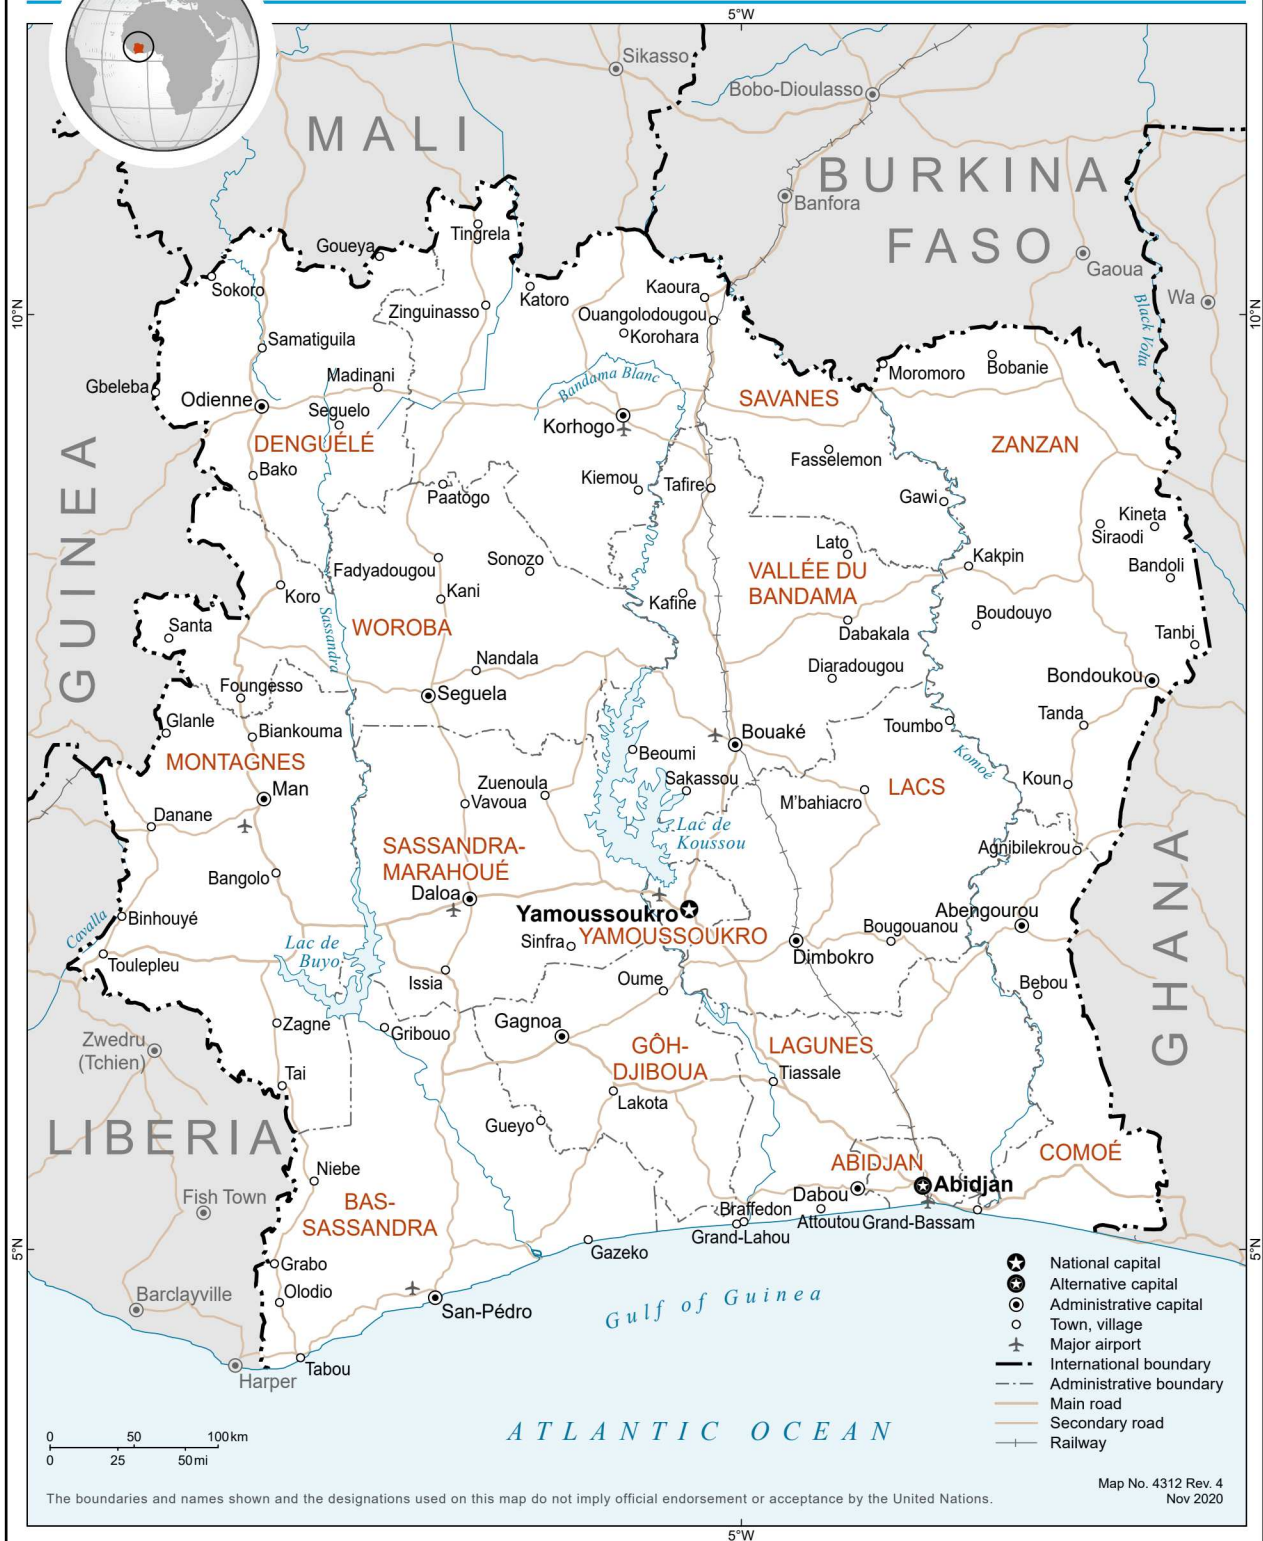 5°W
Sikasso
Bobo-Dioulasso
MALI
BURKINA
FASO
Banfora
Gaoua
Wa
Black Volta
Tingrela
Goueya
Sokoro
Katoro
Kaoura
Zinguinasso
Ouangolodougou
Korohara
10°N
10°N
Samatiguila
Madinani
Bandama Blanc
Moromoro
Bobanie
Gbeleba
Odienne
Seguelo
Korhogo
SAVANES
DENGUÉLÉ
ZANZAN
Fasselemon
GUINEA
Bako
Paatogo
Kiemou
Tafire
Gawi
Kineta
Siraodi
Lato
Fadyadougou
Sonozo
Kakpin
Bandoli
VALLÉE DU
BANDAMA
Koro
Kani
Kafine
Sassandra
Santa
WOROBA
Dabakala
Boudouyo
Tanbi
Nandala
Diaradougou
Foungesso
Seguela
Bondoukou
Glanle
Biankouma
Bouaké
Toumbo
Tanda
MONTAGNES
Beoumi
Komoé
Man
Zuenoula
Sakassou
LACS
Koun
Vavoua
M'bahiacro
Danane
Lac de
Koussou
SASSANDRA-
MARAHOUÉ
Agnibilekrou
Bangolo
Daloa
GHANA
Cavalla
Binhouyé
Yamoussoukro
YAMOUSSOUKRO
Abengourou
Bougouanou
Lac de
Buyo
Sinfra
Dimbokro
Toulepleu
Issia
Oume
Bebou
Zagne
Gribouo
Gagnoa
Zwedru
(Tchien)
GÔH-
DJIBOUA
LAGUNES
Tai
Tiassale
Lakota
Gueyo
LIBERIA
COMOÉ
ABIDJAN
Niebe
Abidjan
Dabou
Fish Town
BAS-
SASSANDRA
Braffedon
Attoutou
Grand-Bassam
Grand-Lahou
Gazeko
5°N
5°N
Grabo
Olodio
Barclayville
San-Pédro
Gulf of Guinea
Tabou
Harper
National capital
Alternative capital
Administrative capital
Town, village
Major airport
International boundary
Administrative boundary
Main road
Secondary road
Railway
ATLANTIC OCEAN
0 50 100 km
0 25 50 mi
Map No. 4312 Rev. 4
Nov 2020
The boundaries and names shown and the designations used on this map do not imply official endorsement or acceptance by the United Nations.
5°W